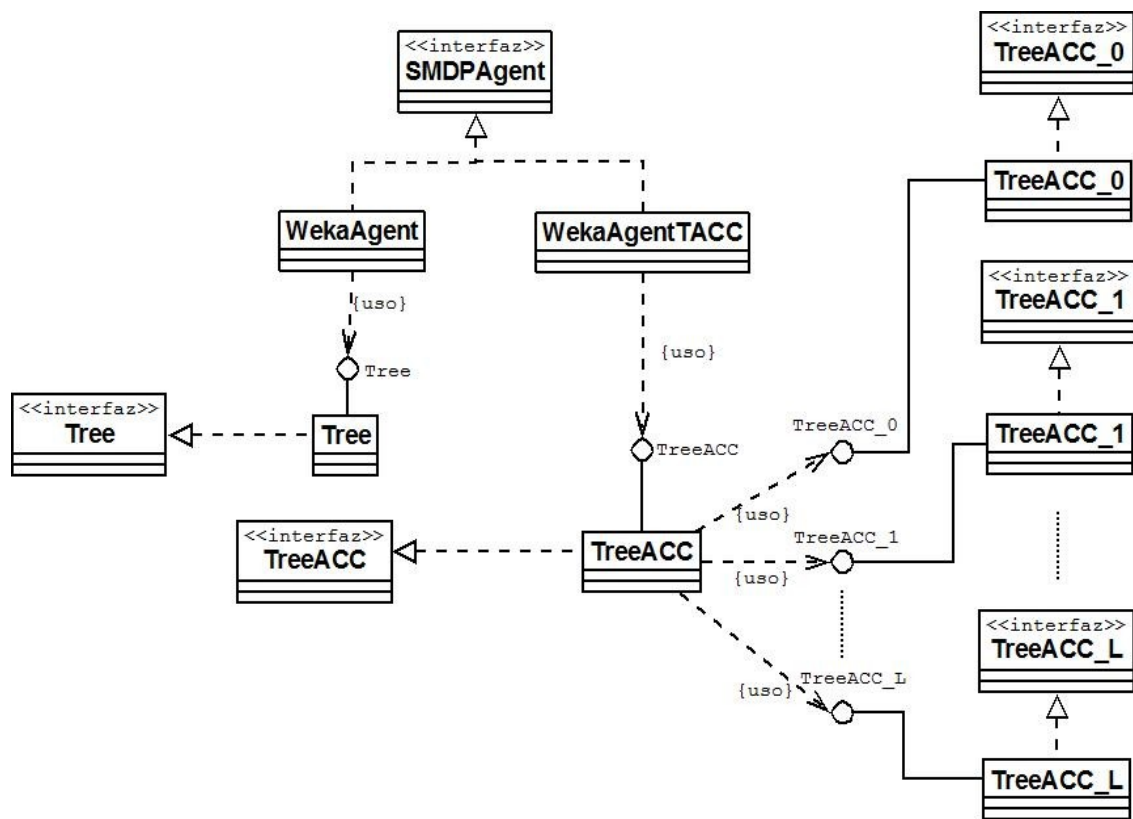 <<interfaz>>
SMDPAgent
<<interfaz>>
TreeACC_0
TreeACC_0
WekaAgent
WekaAgentTACC
<<interfaz>>
TreeACC_1
{uso}
{uso}
Tree
<<interfaz>>
Tree
Tree
TreeACC_0
TreeACC_1
TreeACC
{uso}
<<interfaz>>
TreeACC
TreeACC
TreeACC_1
{uso}
<<interfaz>>
TreeACC_L
TreeACC_L
{uso}
TreeACC_L